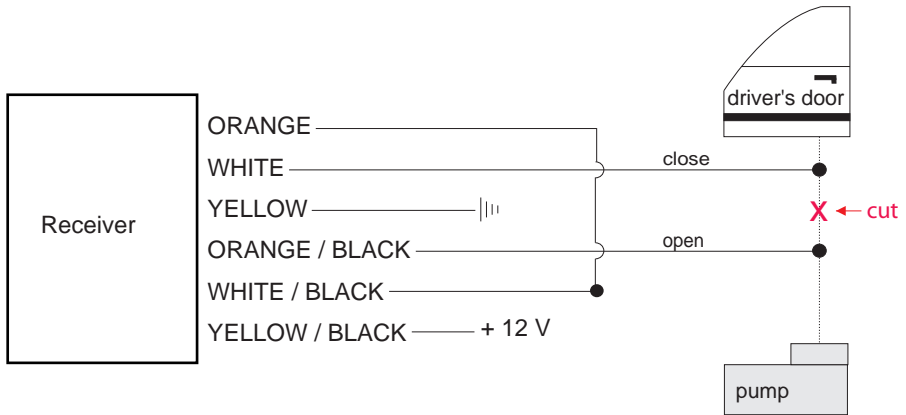 driver's door
ORANGE
WHITE
close
YELLOW
X
cut
Receiver
ORANGE / BLACK
open
WHITE / BLACK
YELLOW / BLACK
+ 12 V
pump